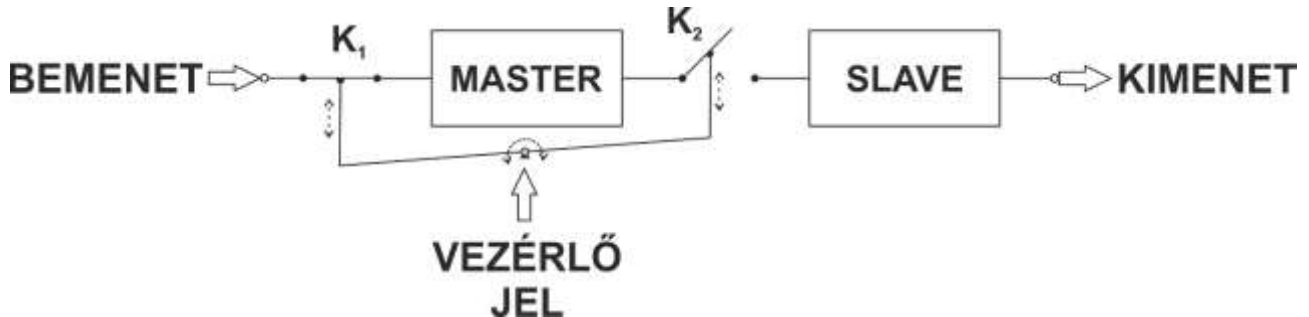 K₁
K₂
BEMENET
MASTER
SLAVE
KIMENET
VEZÉRLŐ
JEL